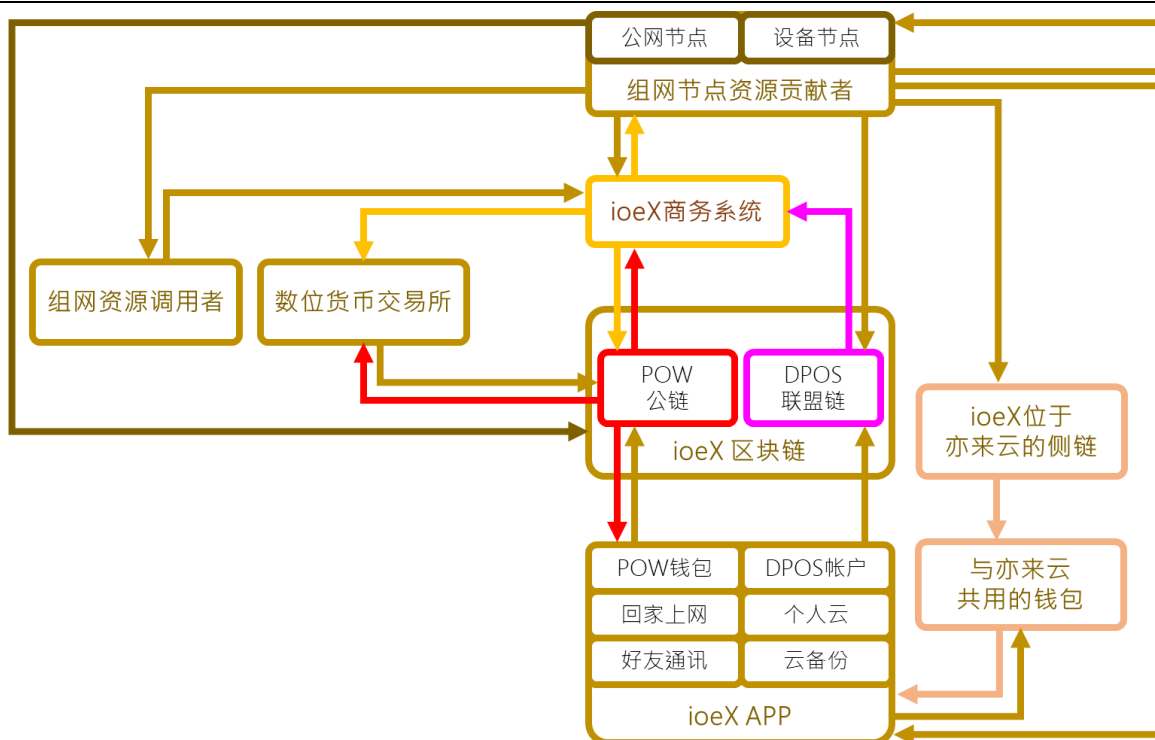 公网节点
设备节点
组网节点资源贡献者
ioeX商务系统
组网资源调用者
数位货币交易所
POW
公链
DPOS
联盟链
ioeX 区块链
ioeX位于
亦来云的侧链
POW钱包
DPOS帐户
回家上网
个人云
好友通讯
云备份
ioeX APP
与亦来云
共用的钱包